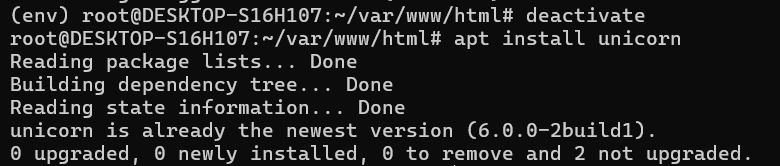 (env) root@DESKTOP-S16H107:~/var/www/html# deactivate
root@DESKTOP-S16H107:~/var/www/html# apt install unicorn
Reading package lists... Done
Building dependency tree... Done
Reading state information... Done
unicorn is already the newest version (6.0.0-2build1).
0 upgraded, 0 newly installed, 0 to remove and 2 not upgraded.